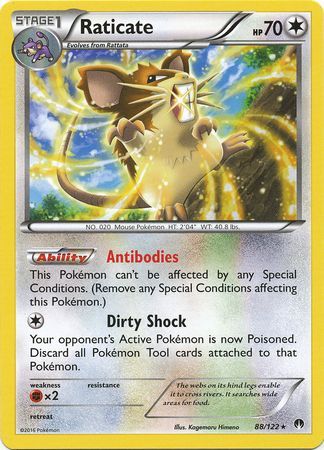 STAGE1
Raticate
HP 70
Evolves from Rattata
NO. 020 Mouse Pokémon HT: 2'04" WT: 40.8 lbs.
Ability Antibodies
This Pokémon can't be affected by any Special
Conditions. (Remove any Special Conditions affecting
this Pokémon.)
Dirty Shock
Your opponent's Active Pokémon is now Poisoned.
Discard all Pokémon Tool cards attached to that
Pokémon.
weakness resistance
×2
retreat
The webs on its hind legs enable
it to cross rivers. It searches wide
areas for food.
©2016 Pokémon
Illus. Kagemaru Himeno
88/122 ★